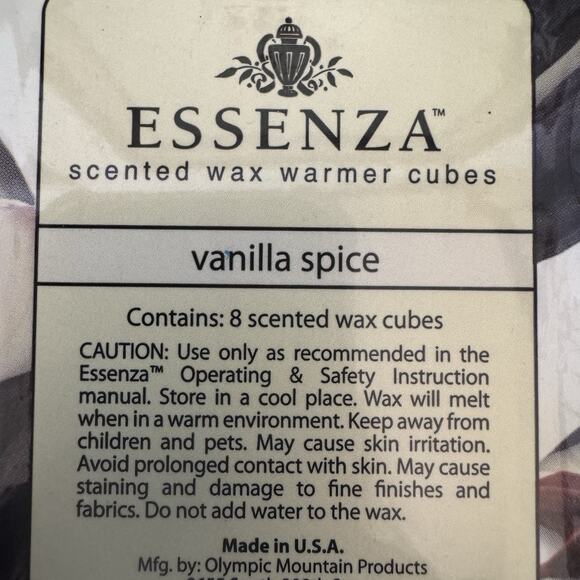 ESSENZA™
scented wax warmer cubes
vanilla spice
Contains: 8 scented wax cubes
CAUTION: Use only as recommended in the
Essenza™ Operating & Safety Instruction
manual. Store in a cool place. Wax will melt
when in a warm environment. Keep away from
children and pets. May cause skin irritation.
Avoid prolonged contact with skin. May cause
staining and damage to fine finishes and
fabrics. Do not add water to the wax.
Made in U.S.A.
Mfg. by: Olympic Mountain Products